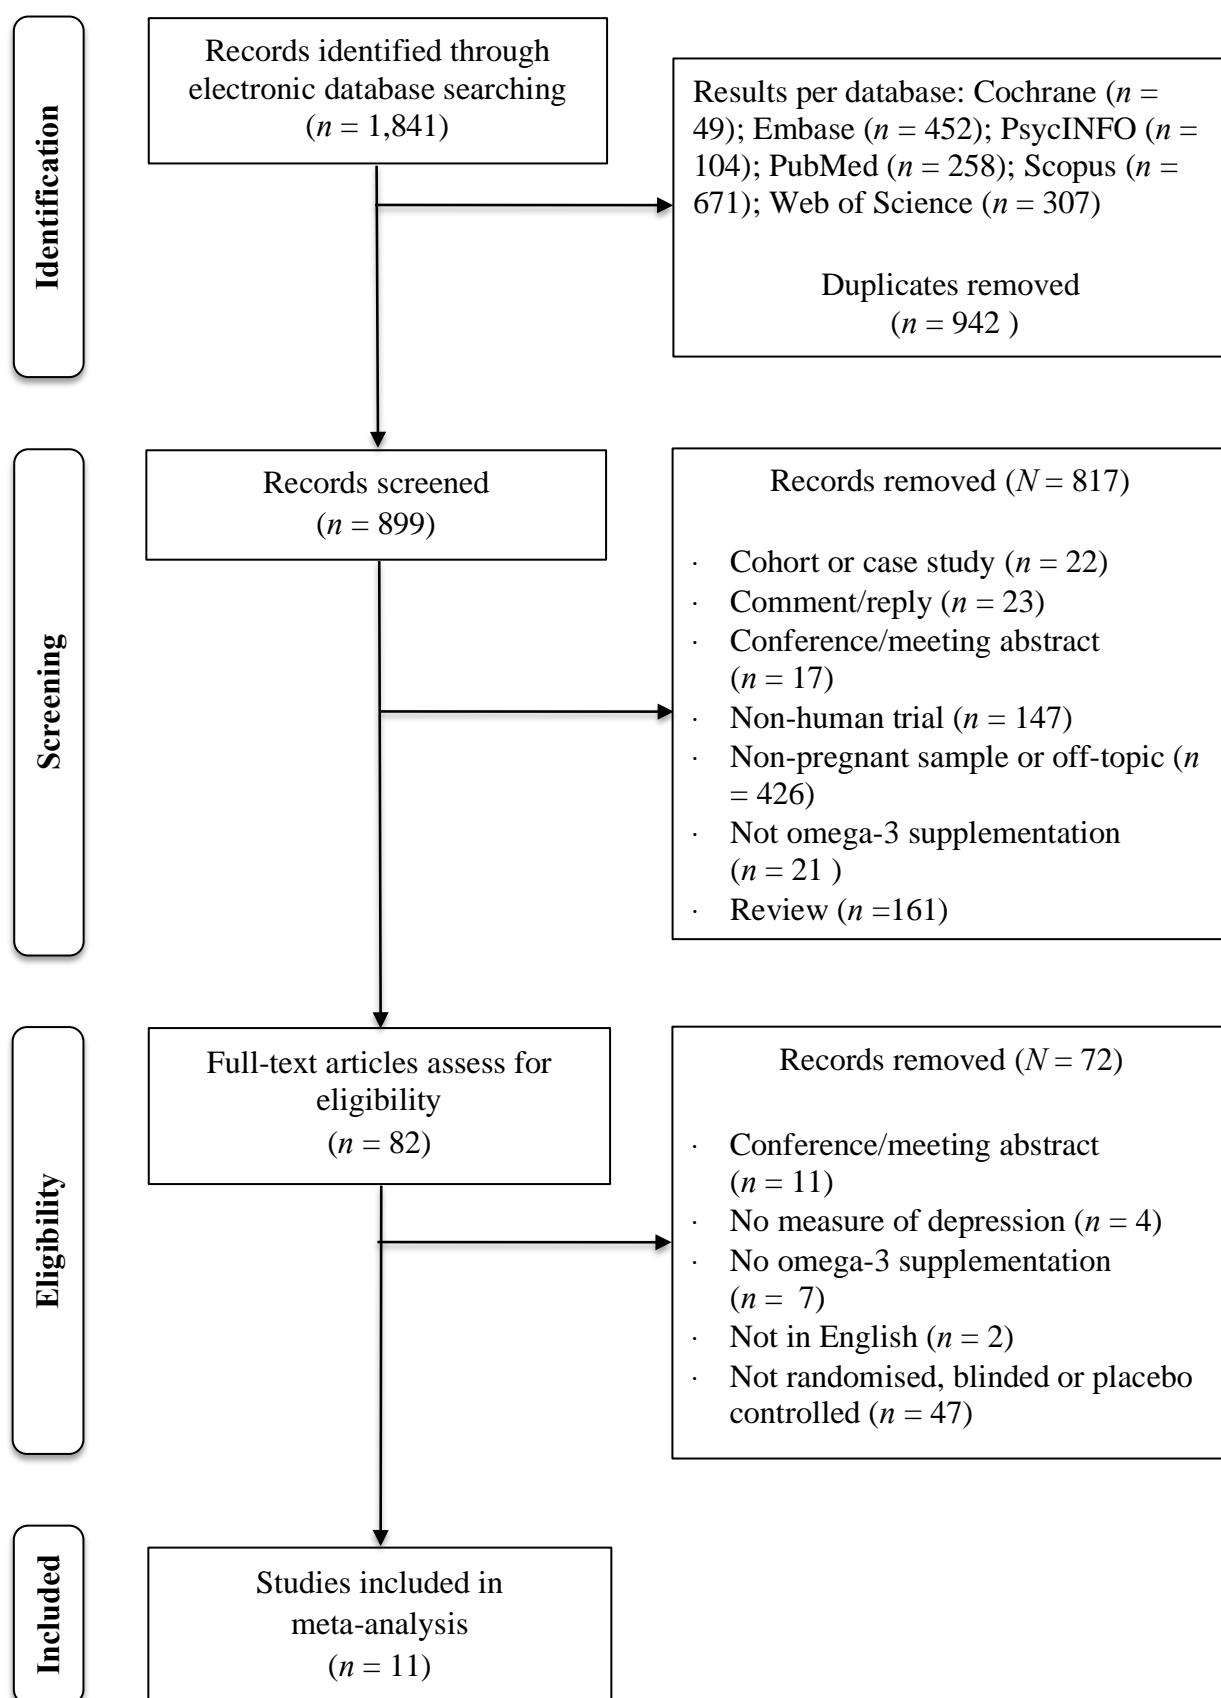 Identification
Records identified through
electronic database searching
(n = 1,841)
Results per database: Cochrane (n =
49); Embase (n = 452); PsycINFO (n =
104); PubMed (n = 258); Scopus (n =
671); Web of Science (n = 307)
Duplicates removed
(n = 942 )
Screening
Records screened
(n = 899)
Records removed (N = 817)
· Cohort or case study (n = 22)
· Comment/reply (n = 23)
· Conference/meeting abstract
(n = 17)
· Non-human trial (n = 147)
· Non-pregnant sample or off-topic (n
= 426)
· Not omega-3 supplementation
(n = 21 )
· Review (n =161)
Eligibility
Full-text articles assess for
eligibility
(n = 82)
Records removed (N = 72)
· Conference/meeting abstract
(n = 11)
· No measure of depression (n = 4)
· No omega-3 supplementation
(n =  7)
· Not in English (n = 2)
· Not randomised, blinded or placebo
controlled (n = 47)
Included
Studies included in
meta-analysis
(n = 11)